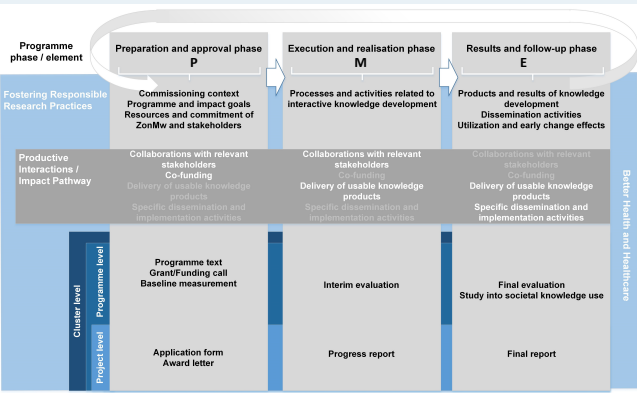 Programme
phase / element
Preparation and approval phase
P
Execution and realisation phase
M
Results and follow-up phase
E
Fostering Responsible
Research Practices
Commissioning context
Programme and impact goals
Resources and commitment of
ZonMw and stakeholders
Processes and activities related to
interactive knowledge development
Products and results of knowledge
development
Dissemination activities
Utilization and early change effects
Productive
Interactions /
Impact Pathway
Collaborations with relevant
stakeholders
Co-funding
Delivery of usable knowledge
products
Specific dissemination and
implementation activities
Collaborations with relevant
stakeholders
Co-funding
Delivery of usable knowledge
products
Specific dissemination and
implementation activities
Collaborations with relevant
stakeholders
Co-funding
Delivery of usable knowledge
products
Specific dissemination and
implementation activities
Better Health and Healthcare
Cluster level
Programme level
Programme text
Grant/Funding call
Baseline measurement
Interim evaluation
Final evaluation
Study into societal knowledge use
Project level
Application form
Award letter
Progress report
Final report